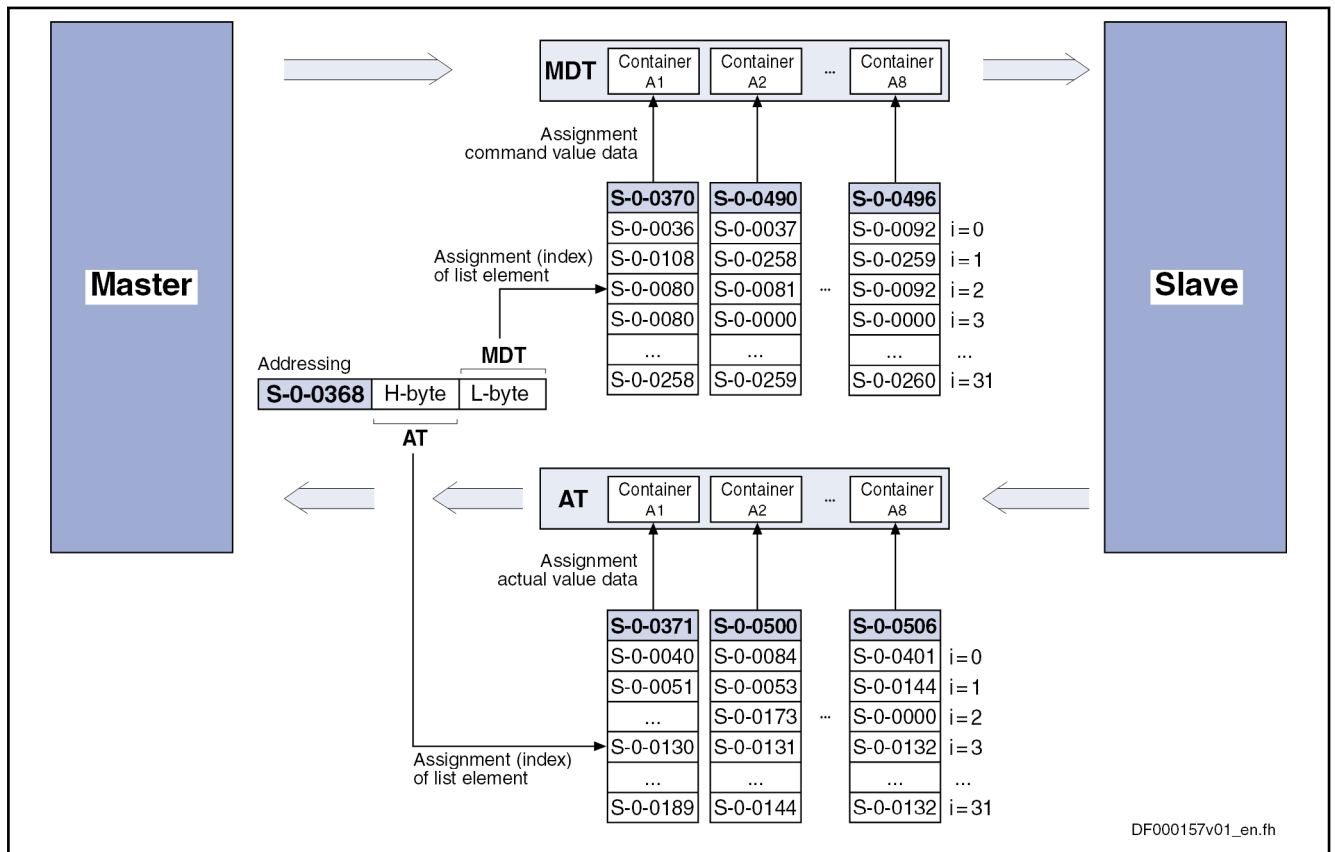 Master
Slave
MDT
Container
A1
Container
A2
...
Container
A8
Assignment
command value data
S-0-0370 S-0-0490 S-0-0496
S-0-0036 S-0-0037 S-0-0092 i=0
S-0-0108 S-0-0258 S-0-0259 i=1
S-0-0080 S-0-0081 ... S-0-0092 i=2
S-0-0080 S-0-0000 S-0-0000 i=3
... ... ... ...
S-0-0258 S-0-0259 S-0-0260 i=31
Assignment (index)
of list element
MDT
Addressing
S-0-0368 H-byte L-byte
AT
AT
Container
A1
Container
A2
...
Container
A8
Assignment
actual value data
S-0-0371 S-0-0500 S-0-0506
S-0-0040 S-0-0084 S-0-0401 i=0
S-0-0051 S-0-0053 S-0-0144 i=1
... S-0-0173 ... S-0-0000 i=2
S-0-0130 S-0-0131 S-0-0132 i=3
... ... ... ...
S-0-0189 S-0-0144 S-0-0132 i=31
Assignment (index)
of list element
DF000157v01_en.fh